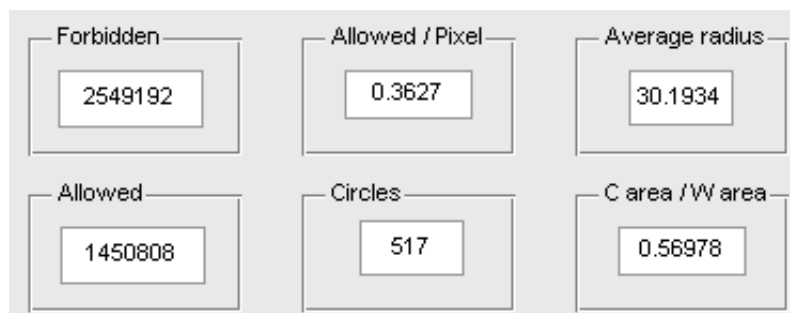 Forbidden
2549192
Allowed / Pixel
0.3627
Average radius
30.1934
Allowed
1450808
Circles
517
C area / W area
0.56978